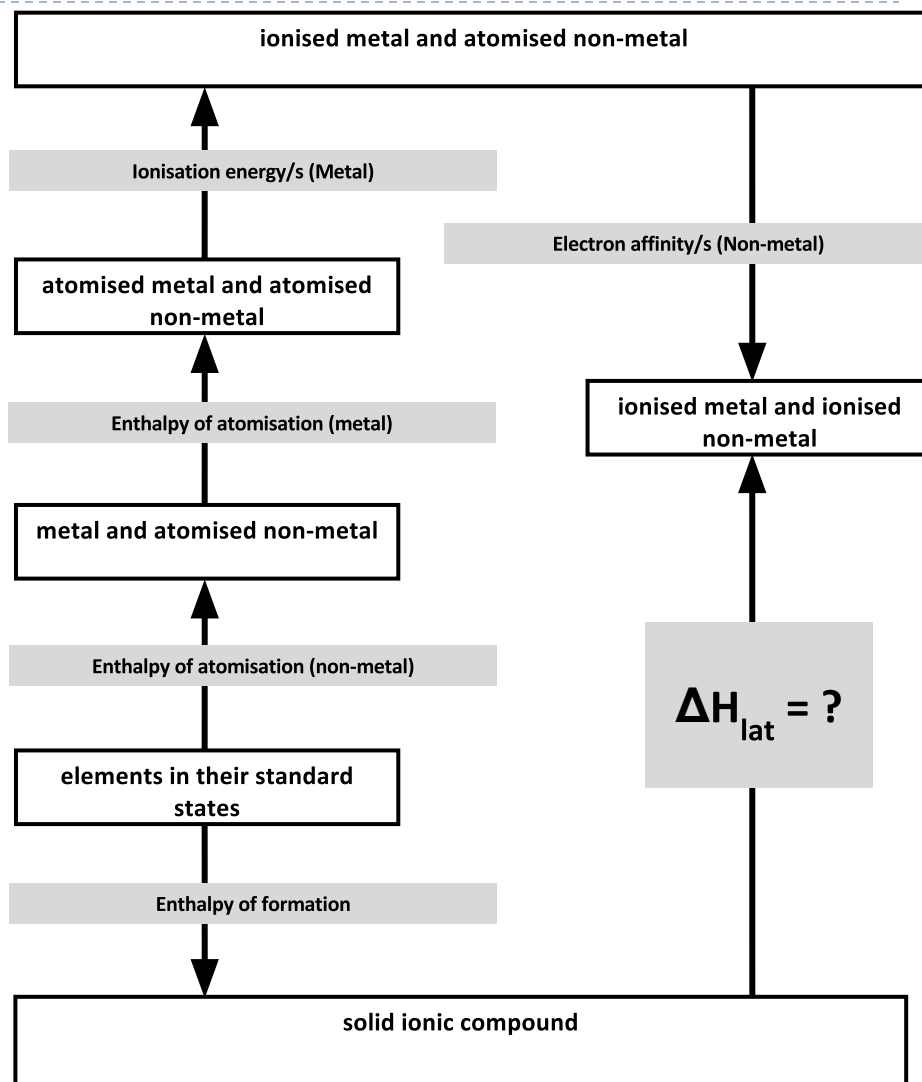 ionised metal and atomised non-metal
Ionisation energy/s (Metal)
Electron affinity/s (Non-metal)
atomised metal and atomised
non-metal
ionised metal and ionised
non-metal
Enthalpy of atomisation (metal)
metal and atomised non-metal
Enthalpy of atomisation (non-metal)
ΔHlat = ?
elements in their standard
states
Enthalpy of formation
solid ionic compound